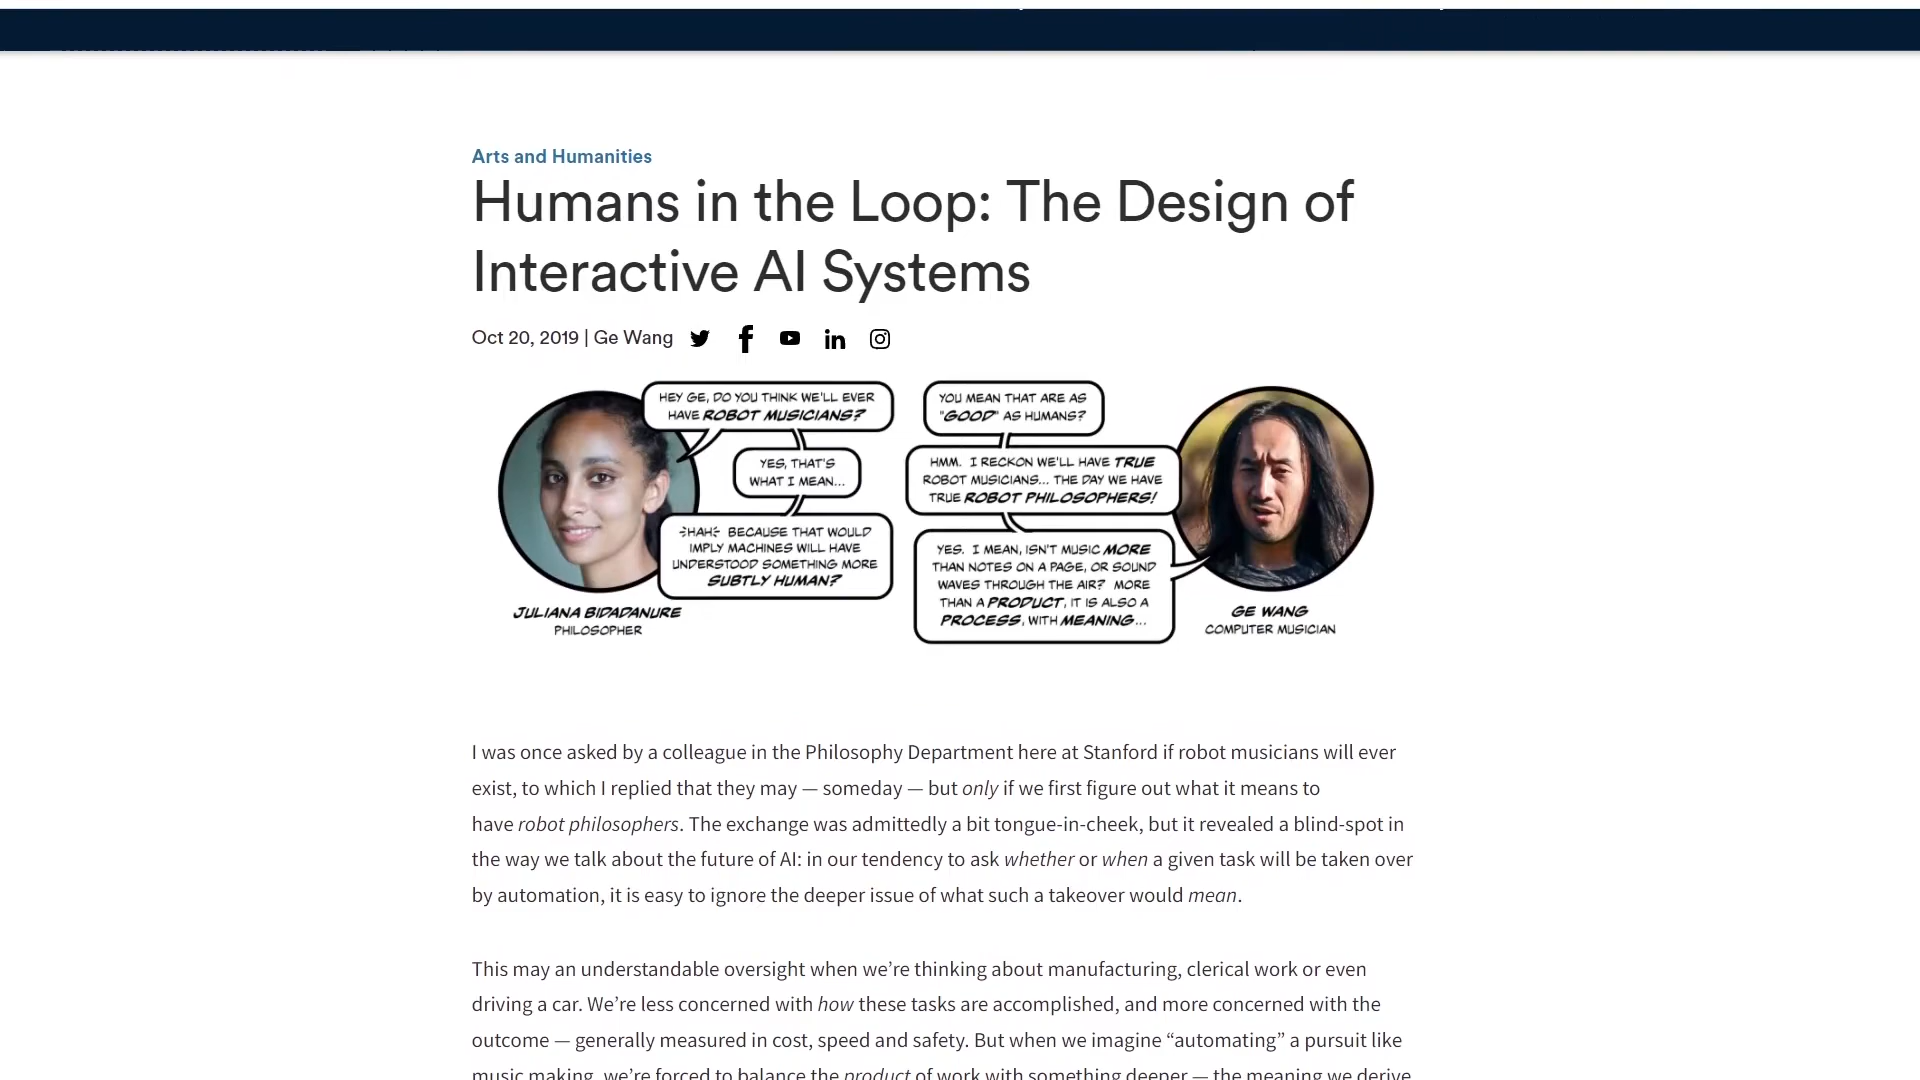 Arts and Humanities
Humans in the Loop: The Design of
Interactive AI Systems
Oct 20, 2019 | Ge Wang
HEY GE, DO YOU THINK WE'LL EVER
HAVE ROBOT MUSICIANS?
YOU MEAN THAT ARE AS
"GOOD" AS HUMANS?
YES, THAT'S
WHAT I MEAN...
HMM. I RECKON WE'LL HAVE TRUE
ROBOT MUSICIANS... THE DAY WE HAVE
TRUE ROBOT PHILOSOPHERS!
HAH BECAUSE THAT WOULD
IMPLY MACHINES WILL HAVE
UNDERSTOOD SOMETHING MORE
SUBTLY HUMAN?
YES. I MEAN, ISN'T MUSIC MORE
THAN NOTES ON A PAGE, OR SOUND
WAVES THROUGH THE AIR? MORE
THAN A PRODUCT, IT IS ALSO A
PROCESS, WITH MEANING...
JULIANA BIDADANURE
PHILOSOPHER
GE WANG
COMPUTER MUSICIAN
I was once asked by a colleague in the Philosophy Department here at Stanford if robot musicians will ever
exist, to which I replied that they may — someday — but only if we first figure out what it means to
have robot philosophers. The exchange was admittedly a bit tongue-in-cheek, but it revealed a blind-spot in
the way we talk about the future of AI: in our tendency to ask whether or when a given task will be taken over
by automation, it is easy to ignore the deeper issue of what such a takeover would mean.
This may an understandable oversight when we're thinking about manufacturing, clerical work or even
driving a car. We're less concerned with how these tasks are accomplished, and more concerned with the
outcome — generally measured in cost, speed and safety. But when we imagine “automating” a pursuit like
music making, we're forced to balance the product of work with something deeper — the meaning we derive